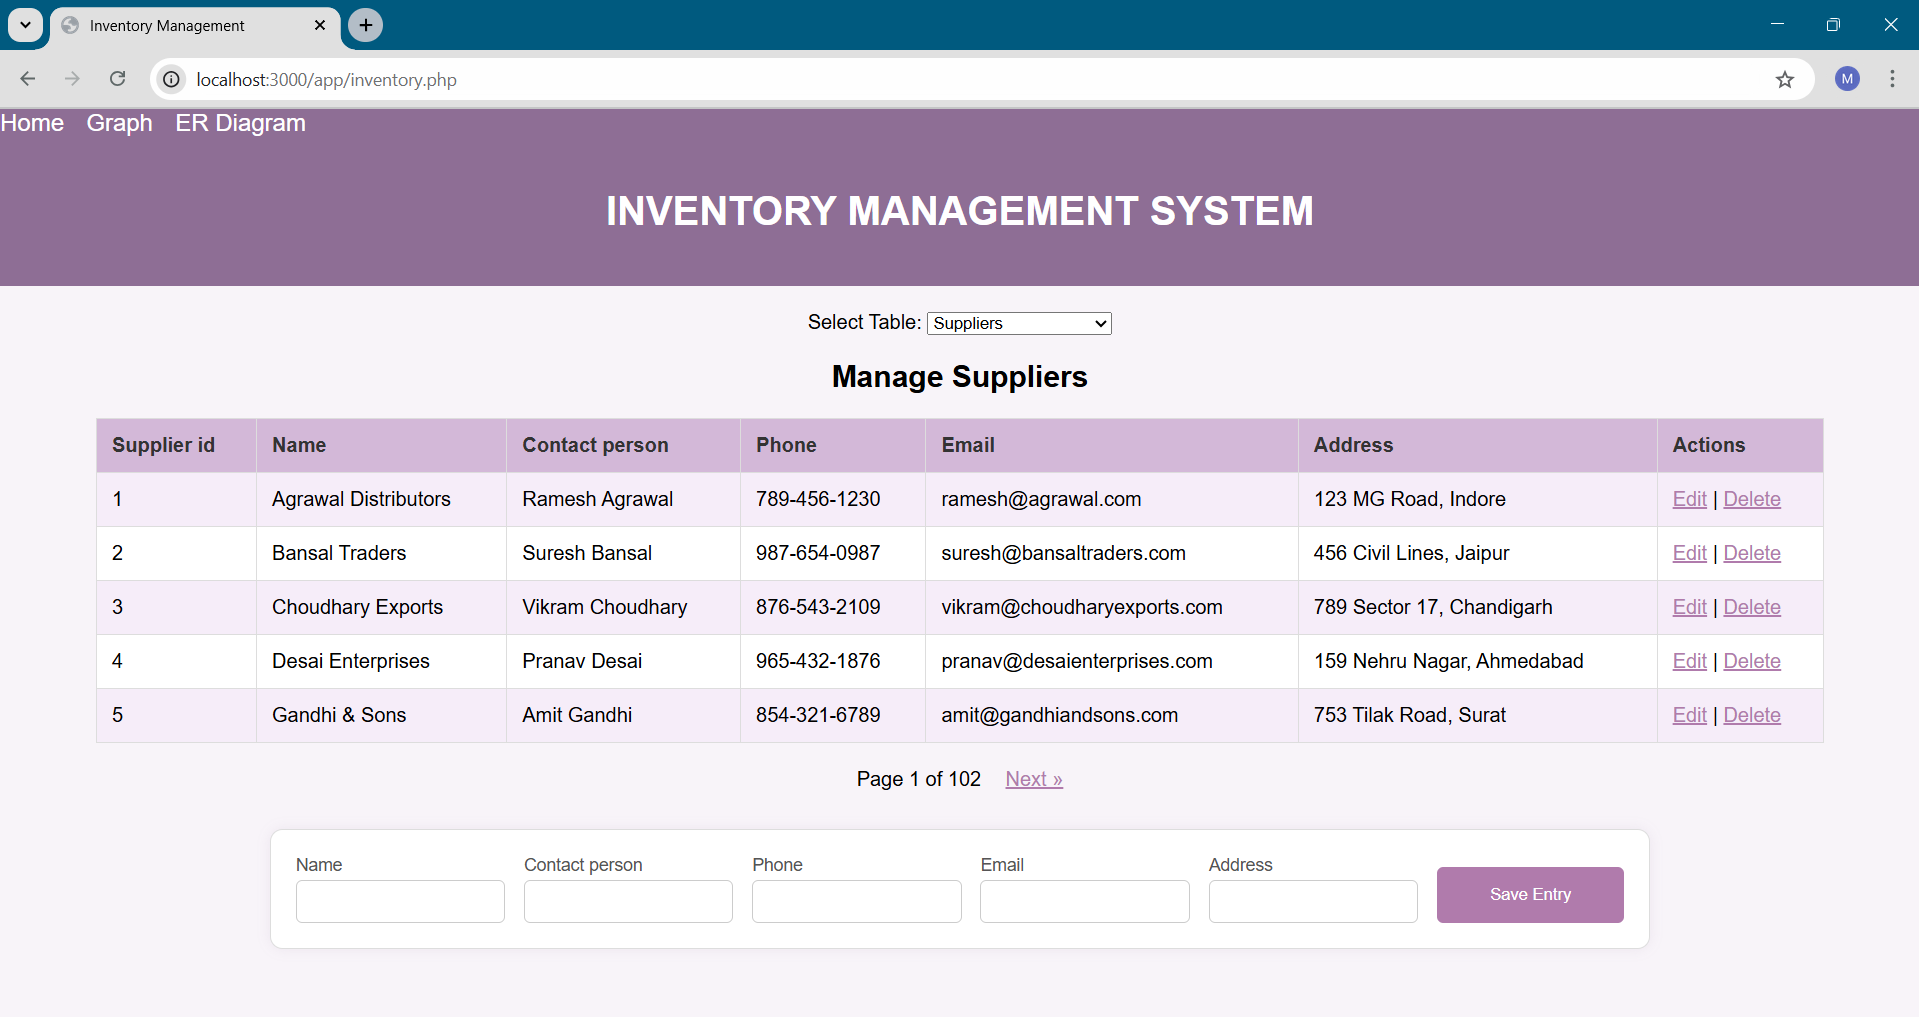 Inventory Management
localhost:3000/app/inventory.php
M
Home Graph ER Diagram
INVENTORY MANAGEMENT SYSTEM
Select Table: Suppliers
Manage Suppliers
Supplier id Name Contact person Phone Email Address Actions
1 Agrawal Distributors Ramesh Agrawal 789-456-1230 ramesh@agrawal.com 123 MG Road, Indore Edit | Delete
2 Bansal Traders Suresh Bansal 987-654-0987 suresh@bansaltraders.com 456 Civil Lines, Jaipur Edit | Delete
3 Choudhary Exports Vikram Choudhary 876-543-2109 vikram@choudharyexports.com 789 Sector 17, Chandigarh Edit | Delete
4 Desai Enterprises Pranav Desai 965-432-1876 pranav@desaienterprises.com 159 Nehru Nagar, Ahmedabad Edit | Delete
5 Gandhi & Sons Amit Gandhi 854-321-6789 amit@gandhiandsons.com 753 Tilak Road, Surat Edit | Delete
Page 1 of 102 Next »
Name Contact person Phone Email Address
Save Entry